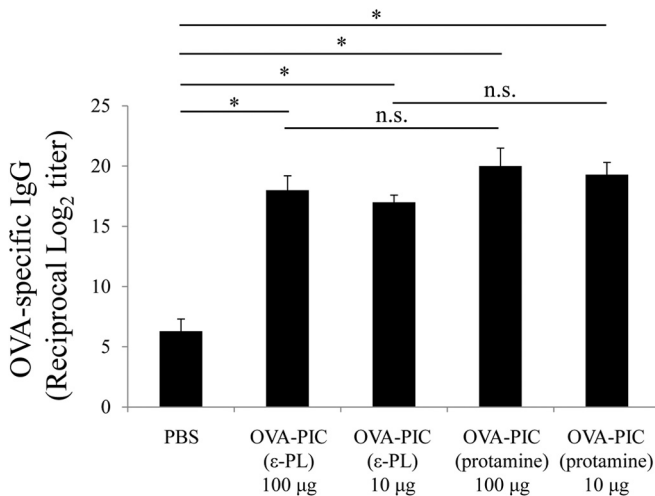 *
*
*
n.s.
*
n.s.
OVA-specific IgG
(Reciprocal Log₂ titer)
25
20
15
10
5
0
PBS
OVA-PIC
(ε-PL)
100 μg
OVA-PIC
(ε-PL)
10 μg
OVA-PIC
(protamine)
100 μg
OVA-PIC
(protamine)
10 μg